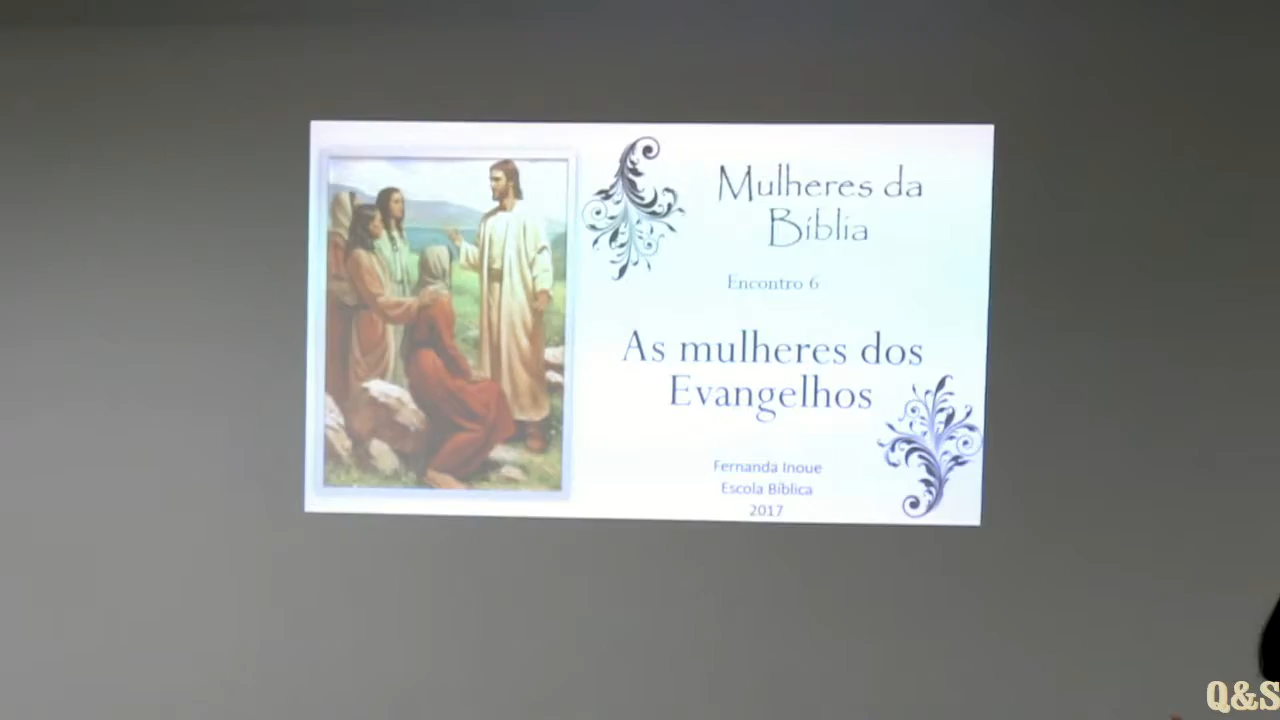 Mulheres da
Bíblia
Encontro 6
As mulheres dos
Evangelhos
Fernanda Inoue
Escola Bíblica
2017
Q&S